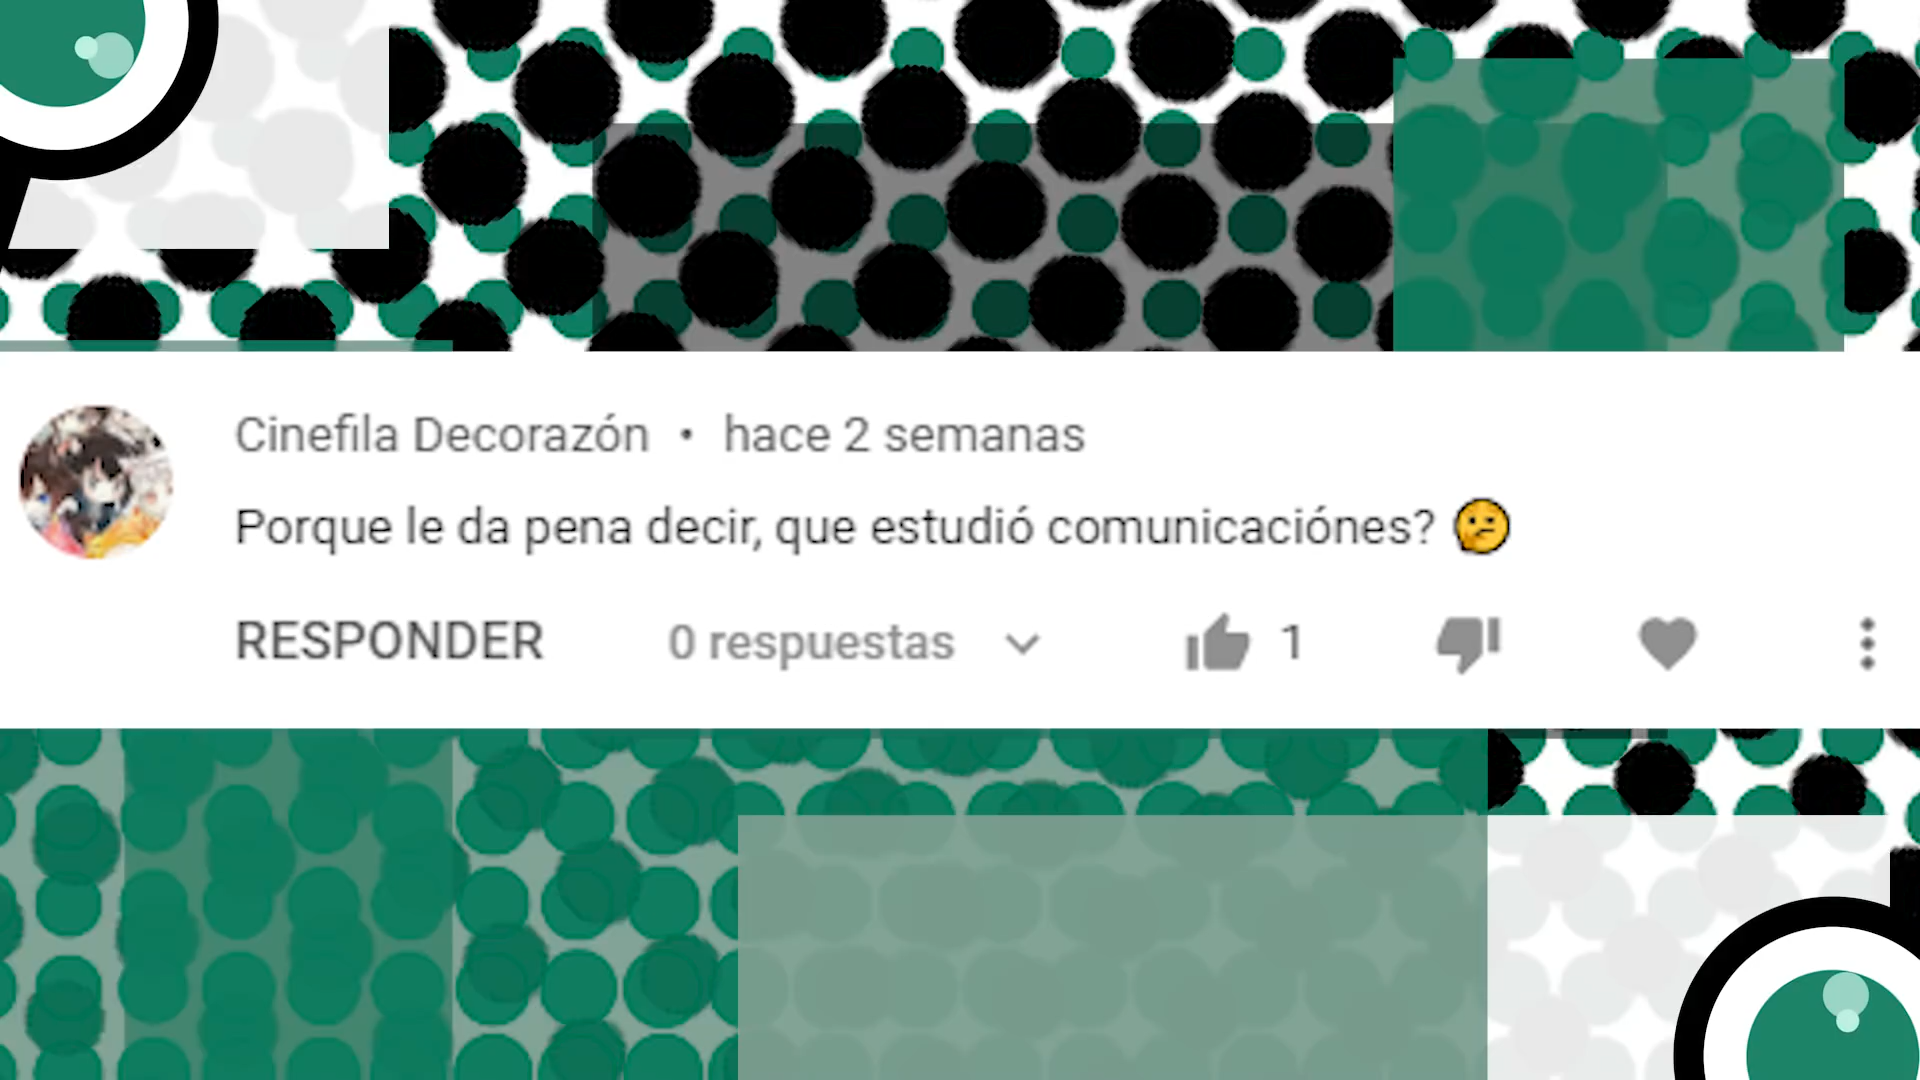 Cinefila Decorazón • hace 2 semanas
Porque le da pena decir, que estudió comunicaciónes? 🤔
RESPONDER 0 respuestas 1